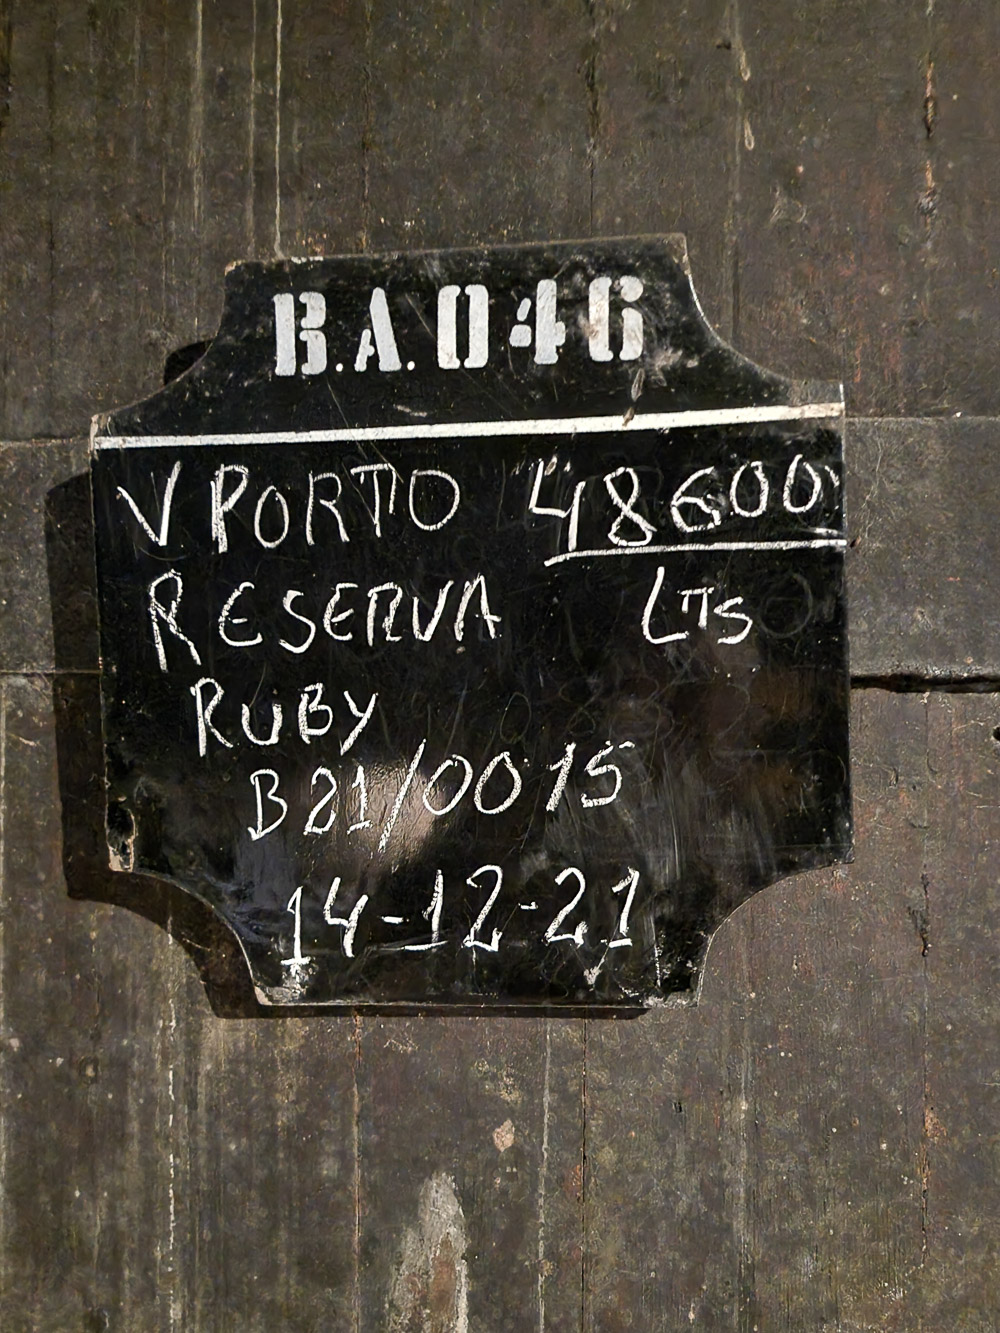 B.A.046
V PORTO 48600
RESERVA LTS
RUBY
B21/0015
14-12-21